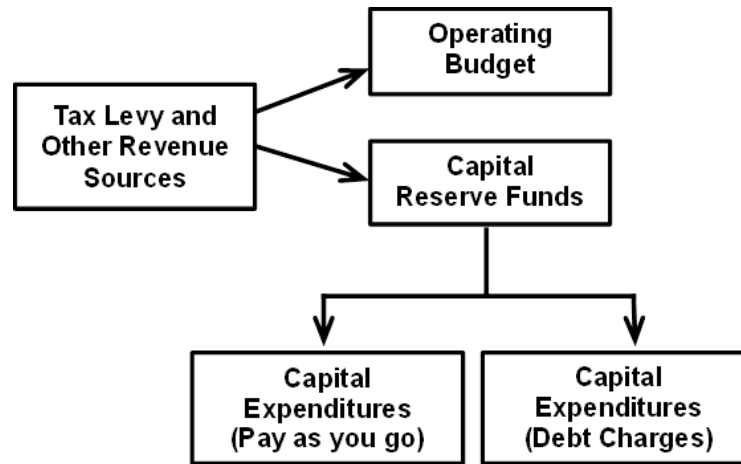 Operating
Budget
Tax Levy and
Other Revenue
Sources
Capital
Reserve Funds
Capital
Expenditures
(Pay as you go)
Capital
Expenditures
(Debt Charges)